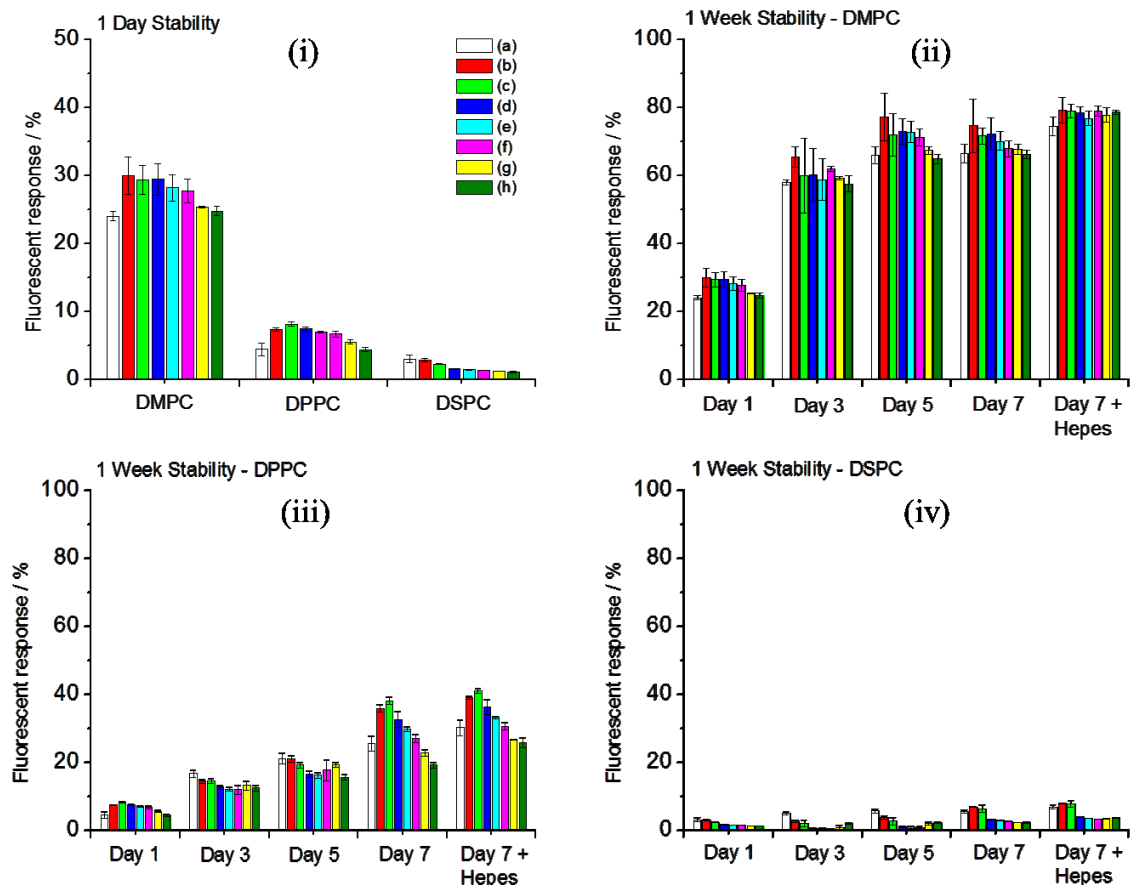 1 Day Stability
(i)
50
40
30
20
10
0
Fluorescent response / %
(a)
(b)
(c)
(d)
(e)
(f)
(g)
(h)
DMPC DPPC DSPC
1 Week Stability - DMPC
(ii)
100
80
60
40
20
0
Fluorescent response / %
Day 1 Day 3 Day 5 Day 7 Day 7 +
Hepes
1 Week Stability - DPPC
(iii)
100
80
60
40
20
0
Fluorescent response / %
Day 1 Day 3 Day 5 Day 7 Day 7 +
Hepes
1 Week Stability - DSPC
(iv)
100
80
60
40
20
0
Fluorescent response / %
Day 1 Day 3 Day 5 Day 7 Day 7 +
Hepes